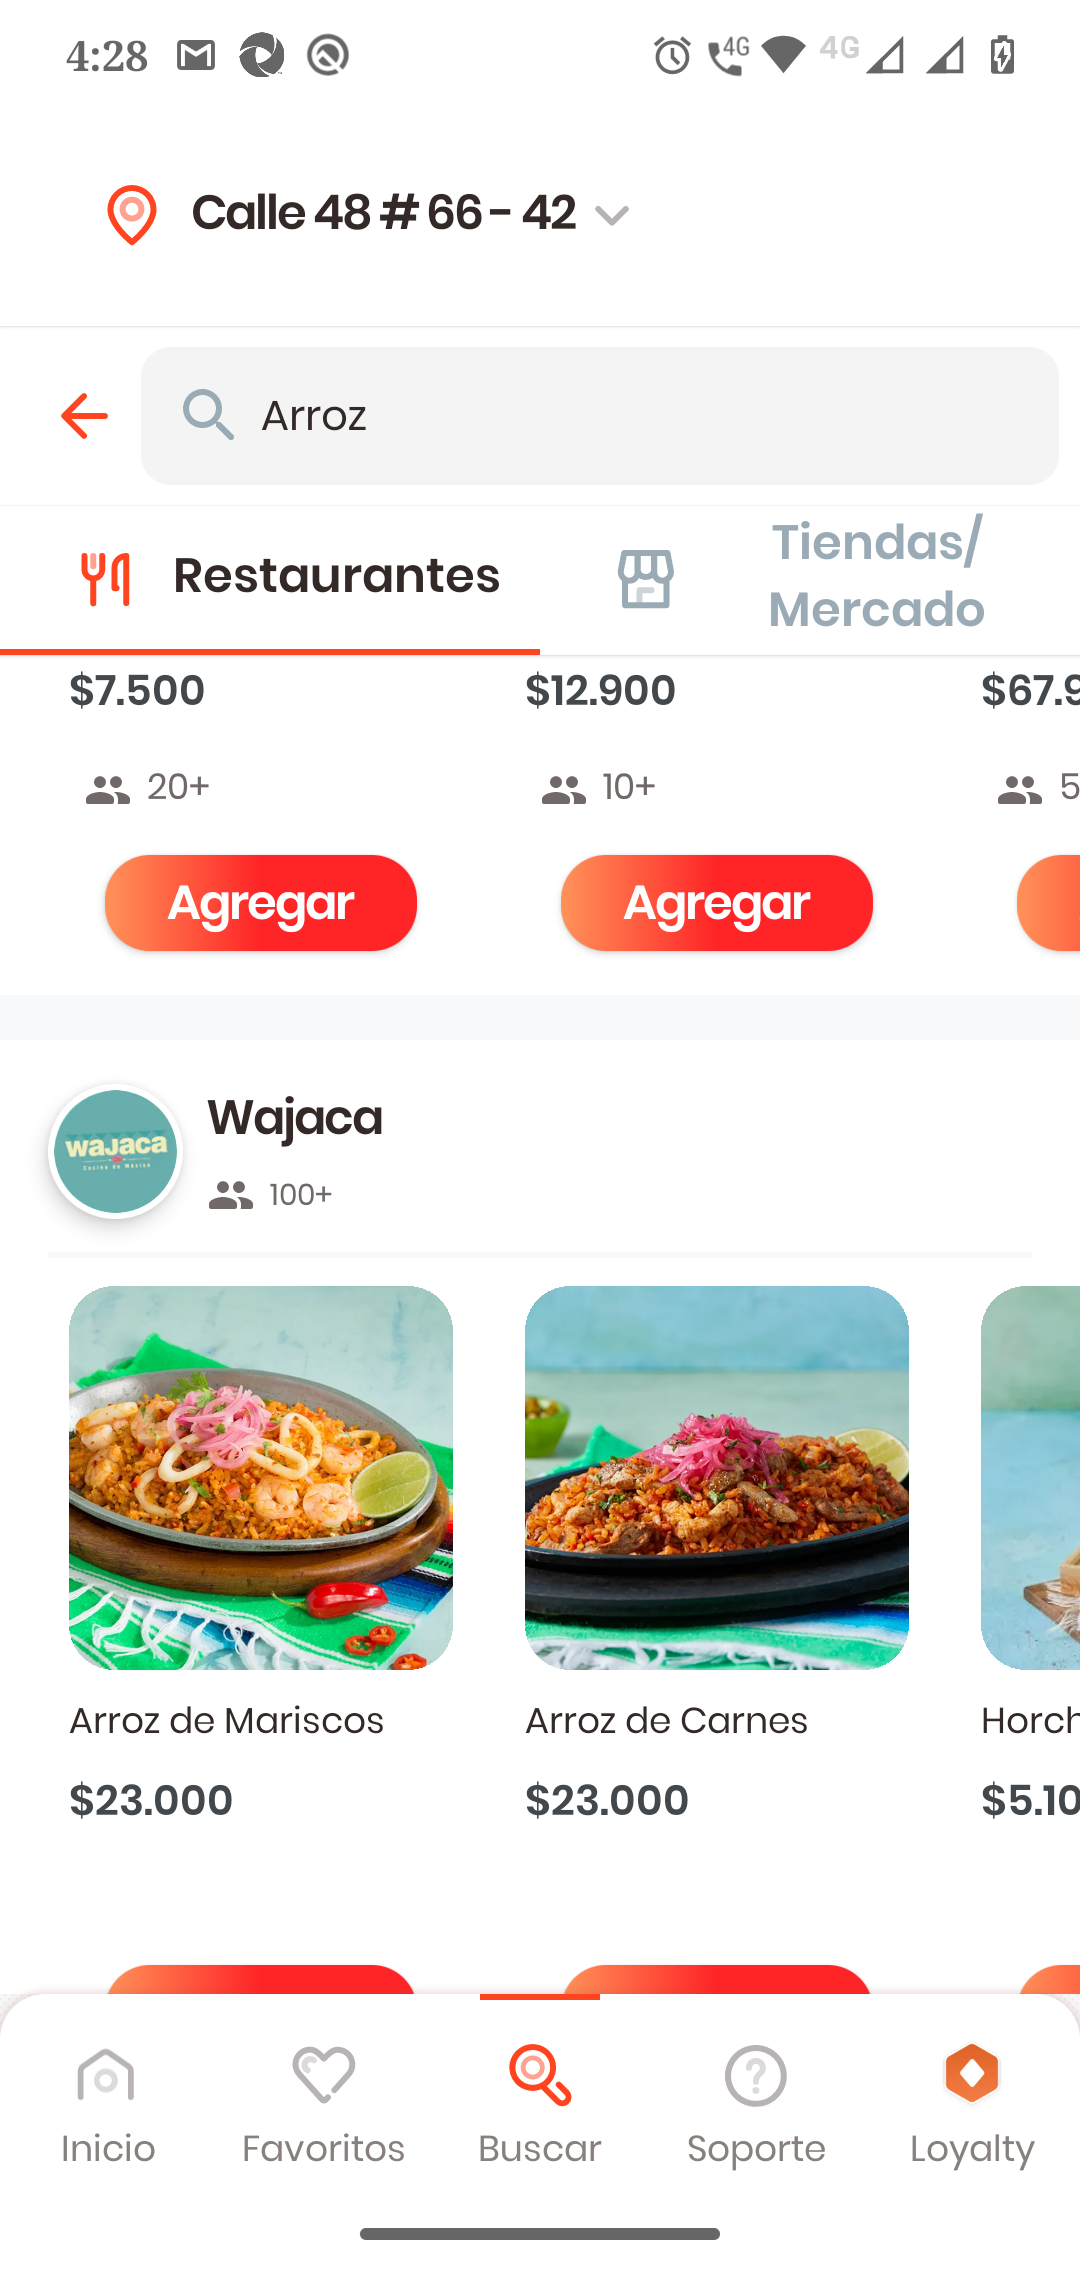 4:28
4G
4G
Calle 48 # 66 - 42
Arroz
Restaurantes
Tiendas/
Mercado
$7.500
$12.900
$67.9
20+
10+
5
Agregar
Agregar
Wajaca
wajaca
Cocina de México
100+
Arroz de Mariscos
Arroz de Carnes
Horch
$23.000
$23.000
$5.10
Inicio
Favoritos
Buscar
Soporte
Loyalty